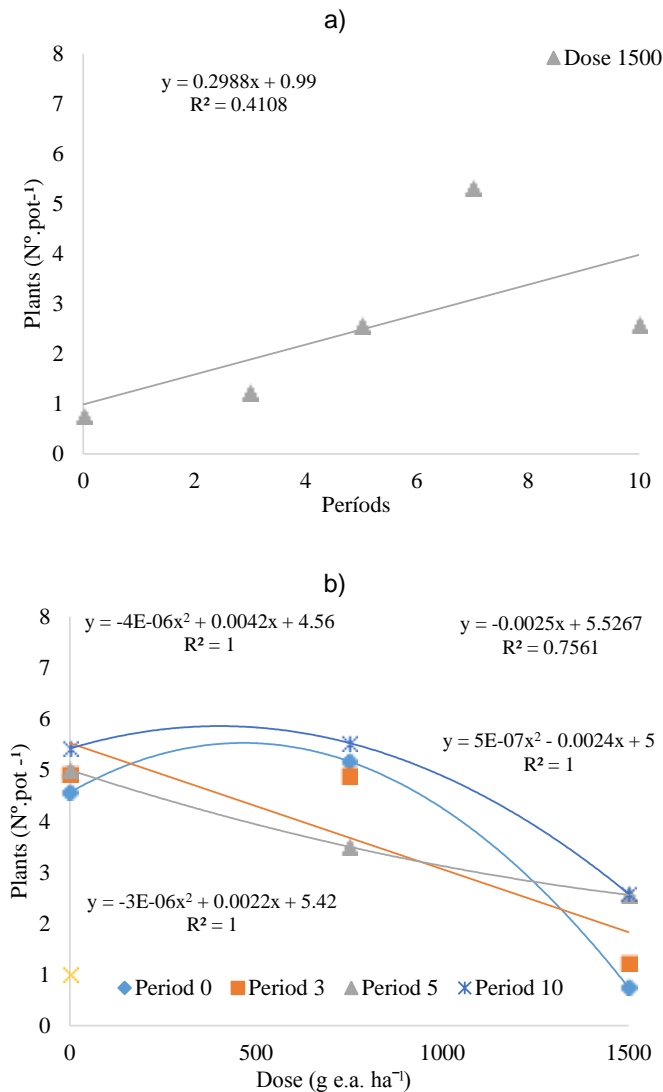 a)
Dose 1500
y = 0.2988x + 0.99
R² = 0.4108
8
7
6
5
4
3
2
1
0
Plants (Nº.pot-¹)
0 2 4 6 8 10
Períods
b)
y = -4E-06x² + 0.0042x + 4.56
R² = 1
y = -0.0025x + 5.5267
R² = 0.7561
y = 5E-07x² - 0.0024x + 5
R² = 1
y = -3E-06x² + 0.0022x + 5.42
R² = 1
8
7
6
5
4
3
2
1
0
Plants (Nº.pot -¹)
Period 0 Period 3 Period 5 Period 10
0 500 1000 1500
Dose (g e.a. ha⁻¹)